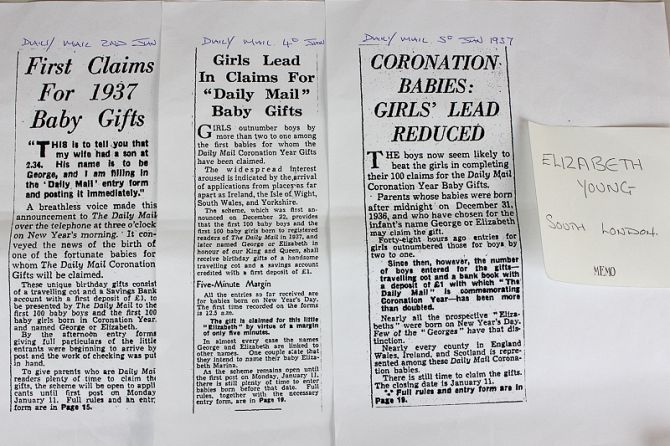 DAILY MAIL 2ND JAN
First Claims
For 1937
Baby Gifts
"THIS is to tell you that
my wife had a son at
2.34. His name is to be
George, and I am filling in
the 'Daily Mail' entry form
and posting it immediately."
A breathless voice made this
announcement to The Daily Mail
over the telephone at three o'clock
on New Year's morning. It con-
veyed the news of the birth of
one of the fortunate babies for
whom The Daily Mail Coronation
Gifts will be claimed.
These unique birthday gifts consist
of a travelling cot and a Savings Bank
account with a first deposit of £1, to
be presented by The Daily Mail to the
first 100 baby boys and the first 100
baby girls born in Coronation Year,
and named George or Elizabeth.
By the afternoon entry forms
giving full particulars of the little
entrants were beginning to arrive by
post and the work of checking was put
in hand.
To give parents who are Daily Mail
readers plenty of time to claim the
gifts, the scheme will be open to appli
cants until first post on Monday
January 11. Full rules and an entry
form are in Page 15.
DAILY MAIL 4th JAN
Girls Lead
In Claims For
"Daily Mail"
Baby Gifts
GIRLS outnumber boys by
more than two to one among
the first babies for whom the
Daily Mail Coronation Year Gifts
have been claimed.
The widespread interest
aroused is indicated by the arrival
of applications from places as far
apart as Ireland, the Isle of Wight,
South Wales, and Yorkshire.
The scheme, which was first an-
nounced on December 22, provides
that the first 100 baby boys and the
first 100 baby girls born to registered
readers of The Daily Mail in 1937, and
later named George or Elizabeth in
honour of our King and Queen, shall
receive birthday gifts of a handsome
travelling cot and a savings account
credited with a first deposit of £1.
Five-Minute Margin
All the entries so far received are
for babies born on New Year's Day.
The first time recorded on the forms
is 12.5 a.m.
The gift is claimed for this little
"Elizabeth" by virtue of a margin
of only five minutes.
In almost every case the names
George and Elizabeth are linked to
other names. One couple state that
they intend to name their baby Eliza-
beth Marina.
As the scheme remains open until
the first post on Monday, January 11,
there is still plenty of time to enter
babies born before that date. Full
rules, together with the necessary
entry form, are in Page 19.
DAILY MAIL 5th JAN 1937
CORONATION
BABIES:
GIRLS' LEAD
REDUCED
THE boys now seem likely to
beat the girls in completing
their 100 claims for the Daily Mail
Coronation Year Baby Gifts.
Parents whose babies were born
after midnight on December 31,
1936, and who have chosen for the
infant's name George or Elizabeth
may claim the gift.
Forty-eight hours ago entries for
girls outnumbered those for boys by
two to one.
Since then, however, the number
of boys entered for the gifts—
travelling cot and a bank book with
a deposit of £1 with which "The
Daily Mail" is commemorating
Coronation Year—has been more
than doubled.
Nearly all the prospective "Eliza-
beths" were born on New Year's Day.
Few of the "Georges" have that dis-
tinction.
Nearly every county in England
Wales, Ireland, and Scotland is repre-
sented among these Daily Mail Corona-
tion babies.
There is still time to claim the gifts.
The closing date is January 11.
Full rules and entry form are in
Page 19.
ELIZABETH
YOUNG
SOUTH LONDON.
MEMO